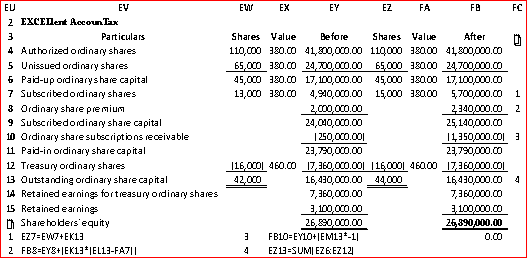 EU EV EW EX EY EZ FA FB FC
2 EXCELlent AccounTax
3 Particulars Shares Values Before Shares Values After
4 Authorized ordinary shares 110,000 380.00 41,800,000.00 110,000 380.00 41,800,000.00
5 Unissued ordinary shares 65,000 380.00 24,700,000.00 65,000 380.00 24,700,000.00
6 Paid-up ordinary share capital 45,000 380.00 17,100,000.00 45,000 380.00 17,100,000.00
7 Subscribed ordinary shares 13,000 380.00 4,940,000.00 15,000 380.00 5,700,000.00 1
8 Ordinary share premium 2,000,000.00 2,340,000.00 2
9 Subscribed ordinary share capital 24,040,000.00 25,140,000.00
10 Ordinary share subscriptions receivable (250,000.00) (1,350,000.00) 3
11 Paid-in ordinary share capital 23,790,000.00 23,790,000.00
12 Treasury ordinary shares (16,000) 460.00 (7,360,000.00) (16,000) 460.00 (7,360,000.00)
13 Outstanding ordinary share capital 42,000 16,430,000.00 44,000 16,430,000.00 4
14 Retained earnings for treasury ordinary shares 7,360,000.00 7,360,000.00
15 Retained earnings 3,100,000.00 3,100,000.00
Shareholders' equity 26,890,000.00 26,890,000.00
1 EZ7=EW7+EK13 3 FB10=EY10+(EM13*-1) 0.00
2 FB8=EY8+(EK13*(EL13-FA7)) 4 EZ13=SUM(EZ6:EZ12)